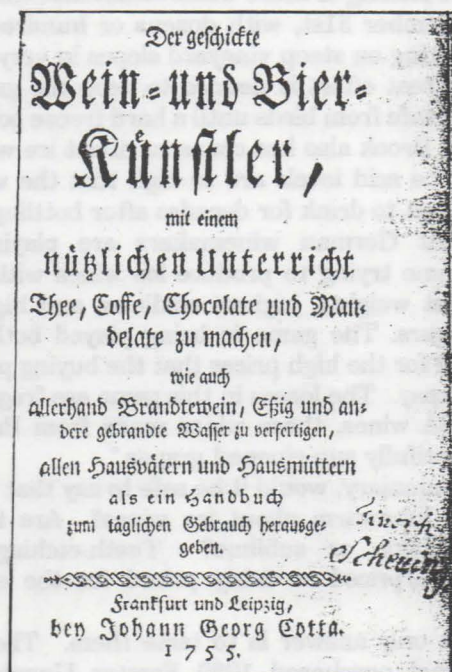 Der geschickte
Wein- und Bier-
Künstler,
mit einem
nützlichen Unterricht
Thee, Coffe, Chocolate und Man-
delate zu machen,
wie auch
allerhand Brandtewein, Eßig und an-
dere gebrandte Wasser zu verfertigen,
allen Hausvätern und Hausmüttern
als ein Handbuch,
zum täglichen Gebrauch herausge-
geben.
Frankfurt und Leipzig,
bey Johann Georg Cotta.
1755.